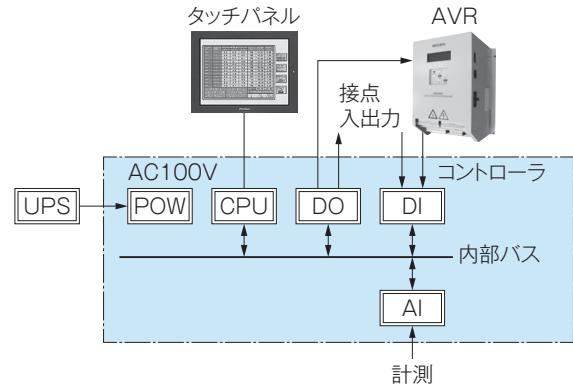 タッチパネル
AVR
接点
入出力
AC100V
コントローラ
UPS
POW
CPU
DO
DI
内部バス
AI
計測